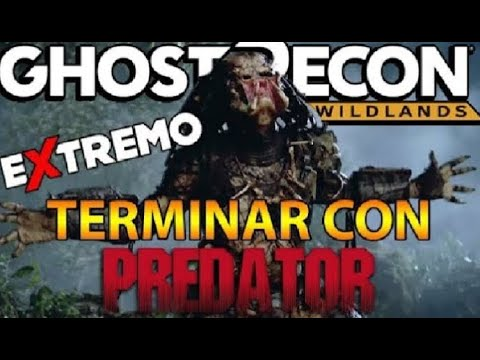 GHOST RECON
WILDLANDS
EXTREMO
TERMINAR CON
PREDATOR